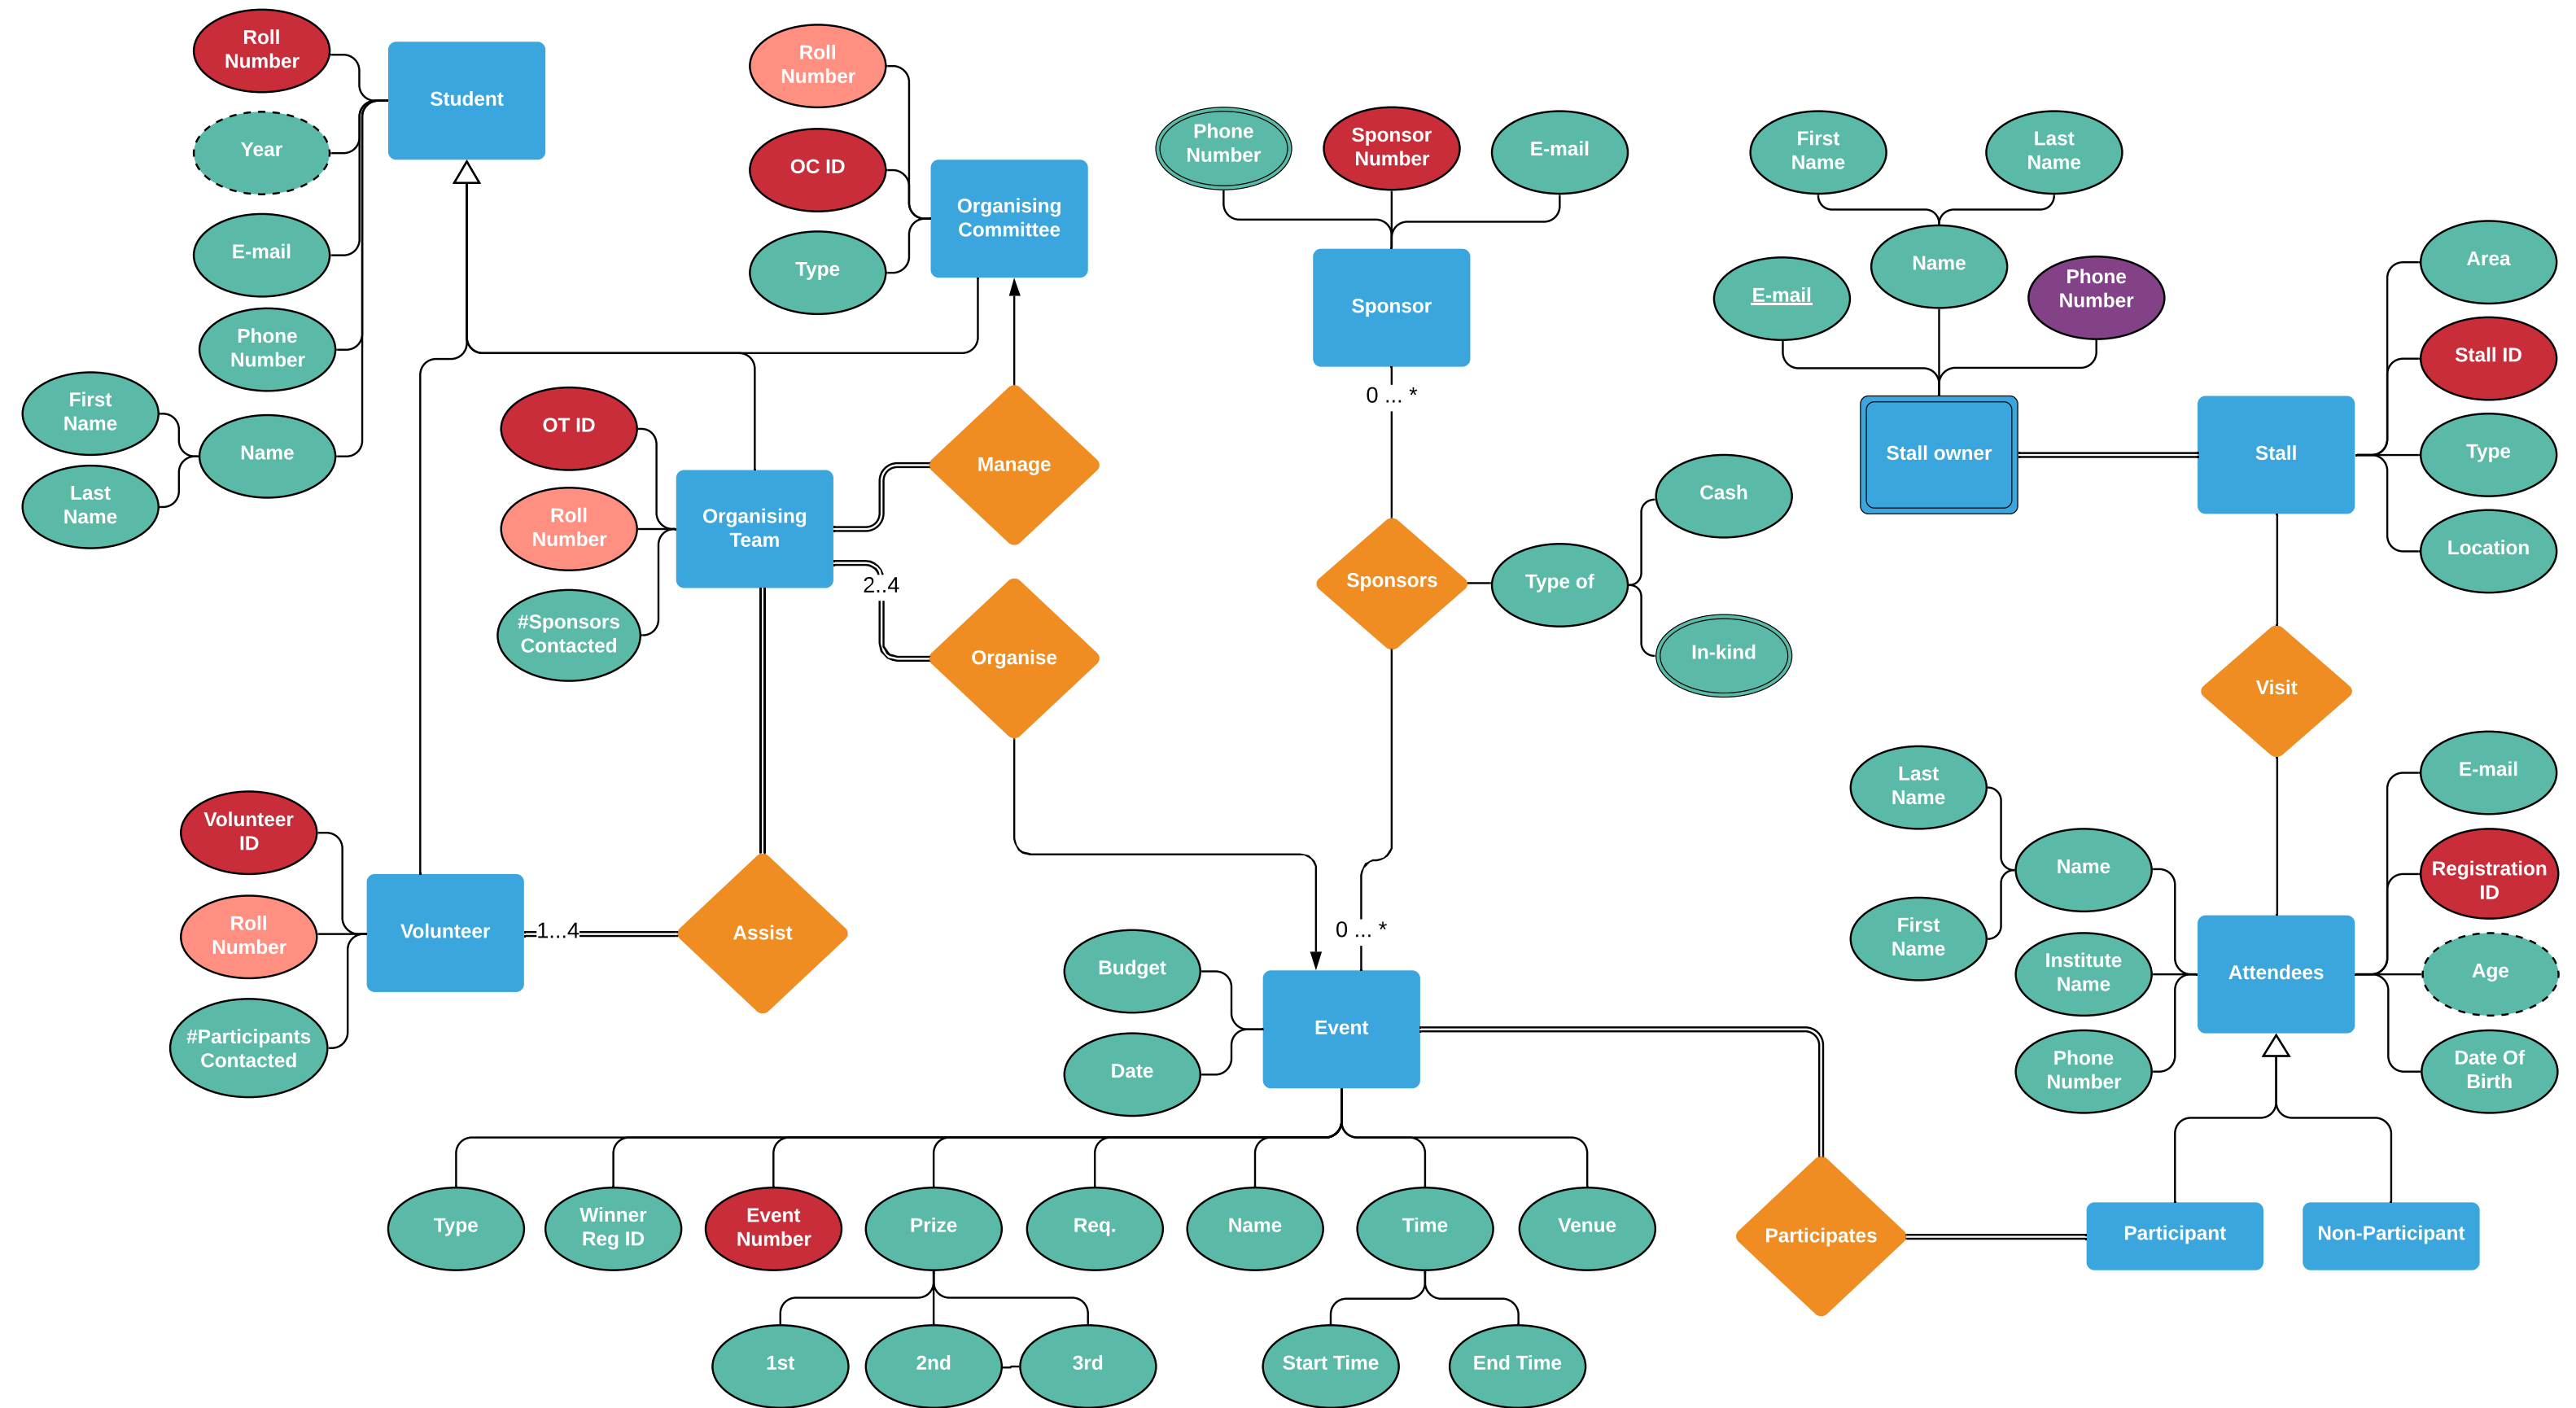 Roll
Number
Student
Year
E-mail
Phone
Number
Name
First
Name
Last
Name
Roll
Number
OC ID
Type
Organising
Committee
Phone
Number
Sponsor
Number
E-mail
Sponsor
0 ... *
First
Name
Last
Name
Name
E-mail
Phone
Number
Stall owner
Stall
Area
Stall ID
Type
Location
OT ID
Roll
Number
#Sponsors
Contacted
Organising
Team
Manage
2..4
Organise
Sponsors
Type of
Cash
In-kind
Visit
Volunteer
ID
Roll
Number
#Participants
Contacted
Volunteer
1...4
Assist
0 ... *
Budget
Date
Event
Last
Name
First
Name
Name
Institute
Name
Phone
Number
Attendees
E-mail
Registration
ID
Age
Date Of
Birth
Type
Winner
Reg ID
Event
Number
Prize
Req.
Name
Time
Venue
Participates
Participant
Non-Participant
1st
2nd
3rd
Start Time
End Time